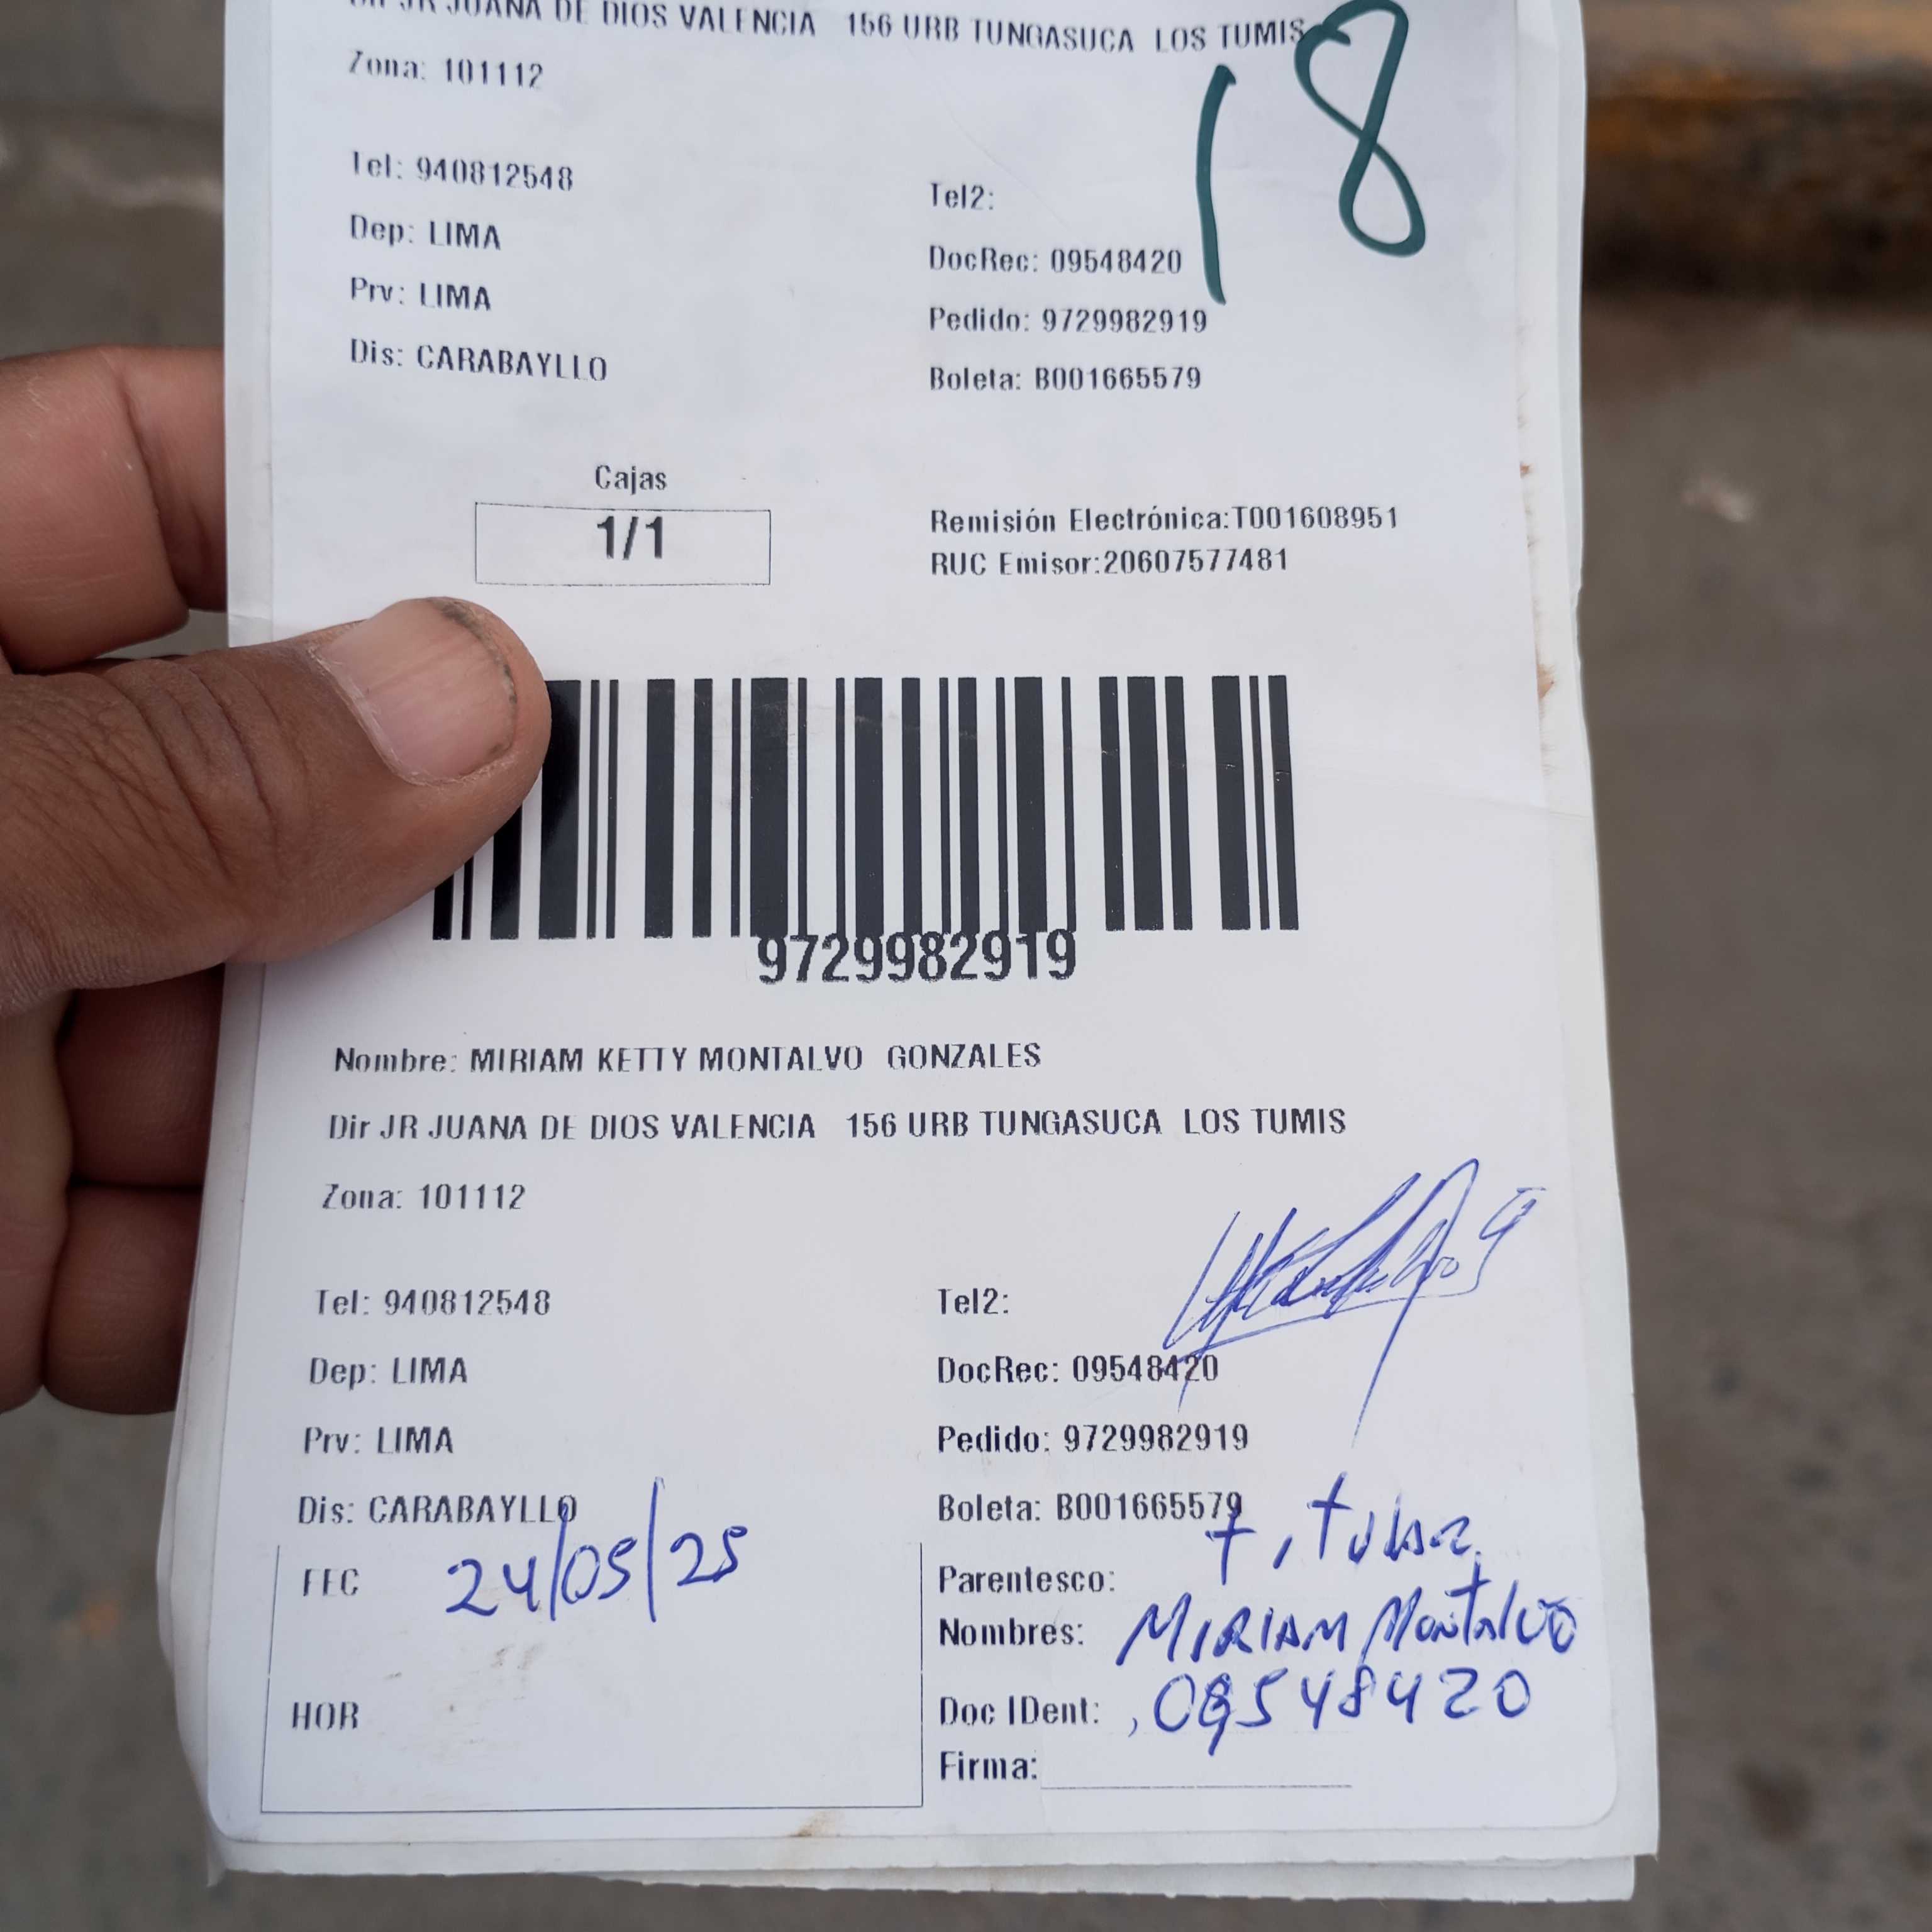 Dir JR JUANA DE DIOS VALENCIA 156 URB TUNGASUCA LOS TUMIS
18
Zona: 101112
Tel: 940812548
Tel2:
Dep: LIMA
DocRec: 09548420
Prv: LIMA
Pedido: 9729982919
Dis: CARABAYLLO
Boleta: B001665579
Cajas
1/1
Remisión Electrónica:T001608951
RUC Emisor:20607577481
9729982919
Nombre: MIRIAM KETTY MONTALVO GONZALES
Dir JR JUANA DE DIOS VALENCIA 156 URB TUNGASUCA LOS TUMIS
Zona: 101112
Tel: 940812548
Tel2:
Dep: LIMA
DocRec: 09548420
Prv: LIMA
Pedido: 9729982919
Dis: CARABAYLLO
Boleta: B001665579
FEC 24/05/25
Parentesco:
Nombres: MIRIAM Montalvo
HOR
Doc IDent: 09548420
Firma: